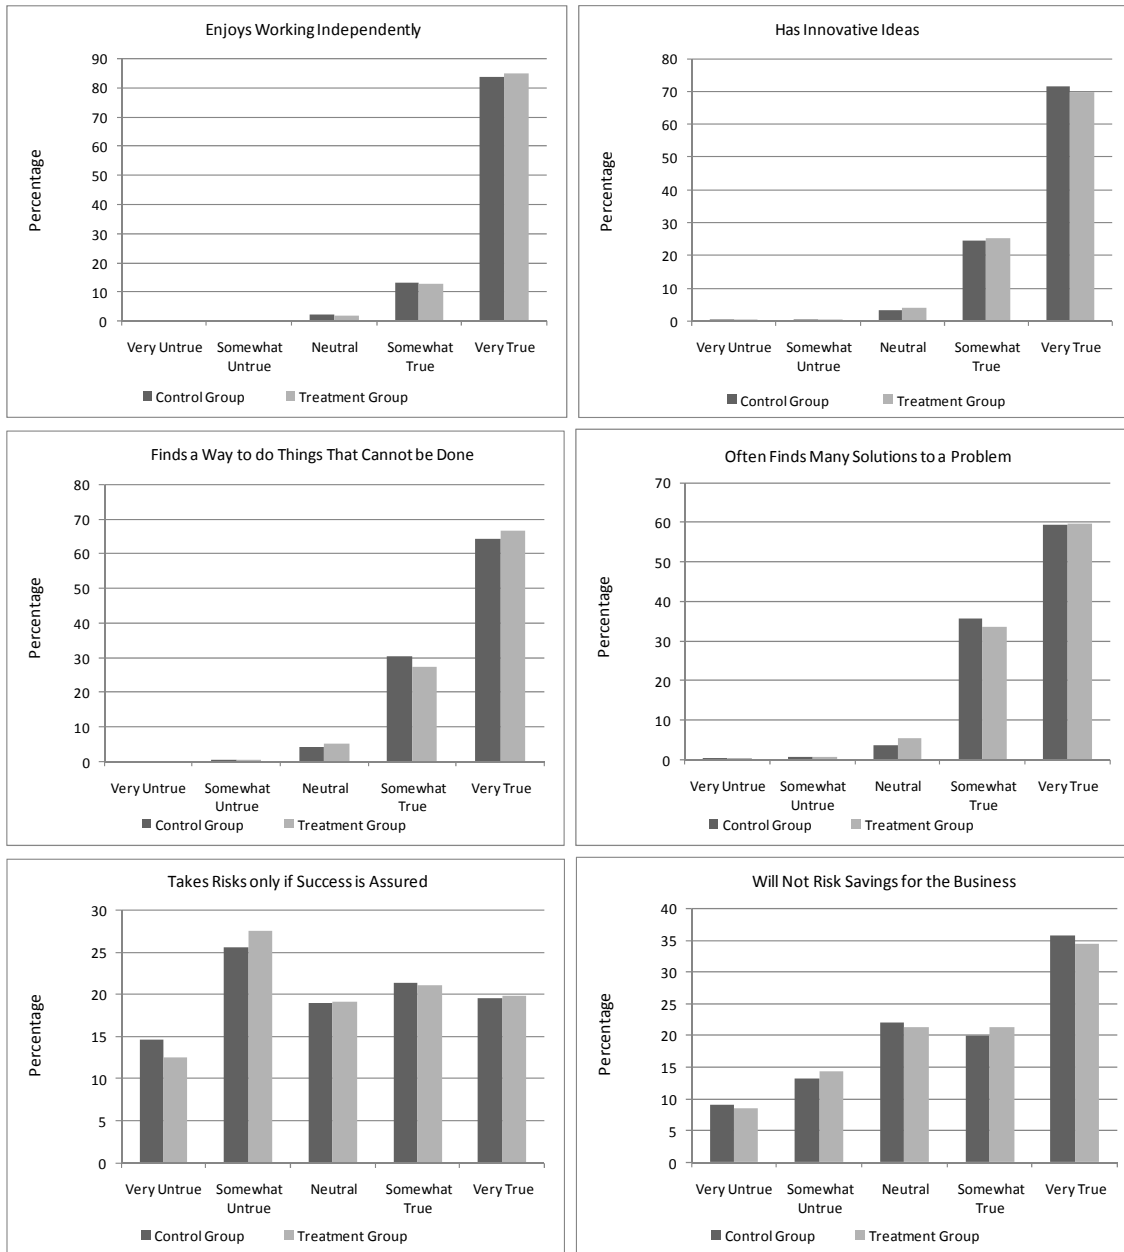 Enjoys Working Independently
Percentage
90
80
70
60
50
40
30
20
10
0
Very Untrue Somewhat Neutral Somewhat Very True
Untrue True
Control Group Treatment Group
Has Innovative Ideas
Percentage
80
70
60
50
40
30
20
10
0
Very Untrue Somewhat Neutral Somewhat Very True
Untrue True
Control Group Treatment Group
Finds a Way to do Things That Cannot be Done
Percentage
80
70
60
50
40
30
20
10
0
Very Untrue Somewhat Neutral Somewhat Very True
Untrue True
Control Group Treatment Group
Often Finds Many Solutions to a Problem
Percentage
70
60
50
40
30
20
10
0
Very Untrue Somewhat Neutral Somewhat Very True
Untrue True
Control Group Treatment Group
Takes Risks only if Success is Assured
Percentage
30
25
20
15
10
5
0
Very Untrue Somewhat Neutral Somewhat Very True
Untrue True
Control Group Treatment Group
Will Not Risk Savings for the Business
Percentage
40
35
30
25
20
15
10
5
0
Very Untrue Somewhat Neutral Somewhat Very True
Untrue True
Control Group Treatment Group